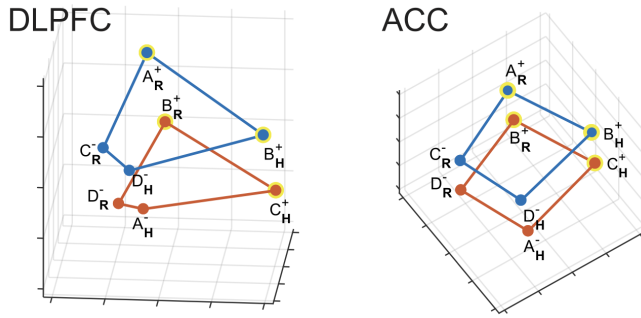 DLPFC
A+R
B+R
C-R
B+H
D-H
D-R
C+H
A-H
ACC
A+R
B+R
B+H
C-R
C+H
D-R
D-H
A-H